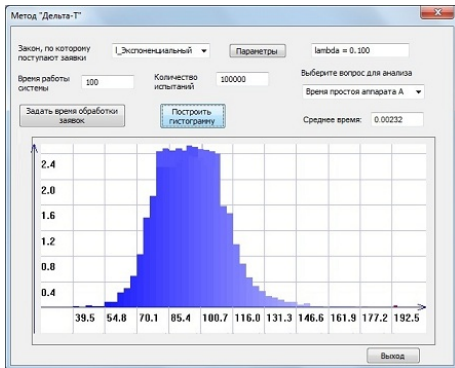 Метод "Дельта-Т"
Закон, по которому
поступают заявки
I_Экспоненциальный
Параметры
lambda = 0.100
Время работы
системы
100
Количество
испытаний
100000
Выберите вопрос для анализа
Время простоя аппарата А
Задать время обработки
заявок
Построить
гистограмму
Среднее время:
0.00232
2.4
2.0
1.6
1.2
0.8
0.4
39.5 54.8 70.1 85.4 100.7 116.0 131.3 146.6 161.9 177.2 192.5
Выход